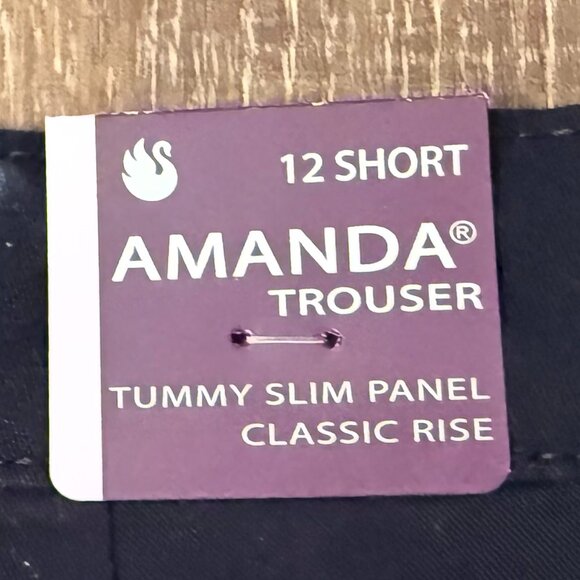 12 SHORT
AMANDA®
TROUSER
TUMMY SLIM PANEL
CLASSIC RISE